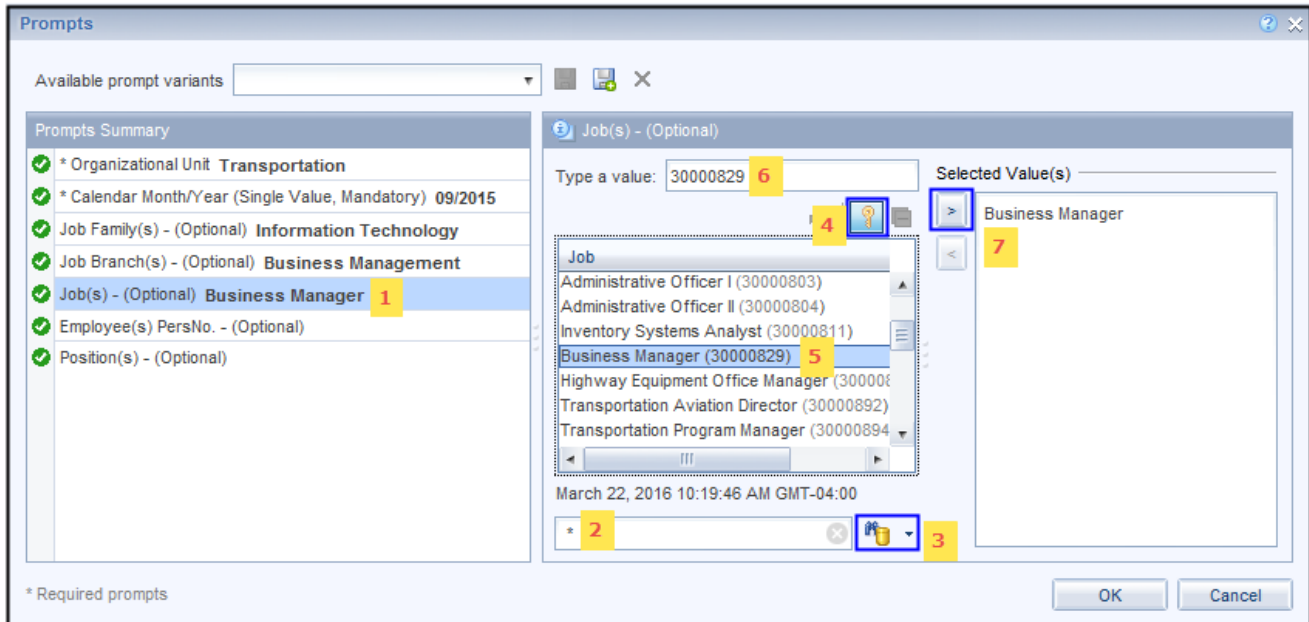 Prompts
Available prompt variants
Prompts Summary
* Organizational Unit Transportation
* Calendar Month/Year (Single Value, Mandatory) 09/2015
Job Family(s) - (Optional) Information Technology
Job Branch(s) - (Optional) Business Management
Job(s) - (Optional) Business Manager 1
Employee(s) PersNo. - (Optional)
Position(s) - (Optional)
Job(s) - (Optional)
Type a value: 30000829 6
4
Job
Administrative Officer I (30000803)
Administrative Officer II (30000804)
Inventory Systems Analyst (30000811)
Business Manager (30000829) 5
Highway Equipment Office Manager (30000
Transportation Aviation Director (30000892)
Transportation Program Manager (30000894
March 22, 2016 10:19:46 AM GMT-04:00
* 2
3
Selected Value(s)
> Business Manager
7
<
* Required prompts
OK Cancel